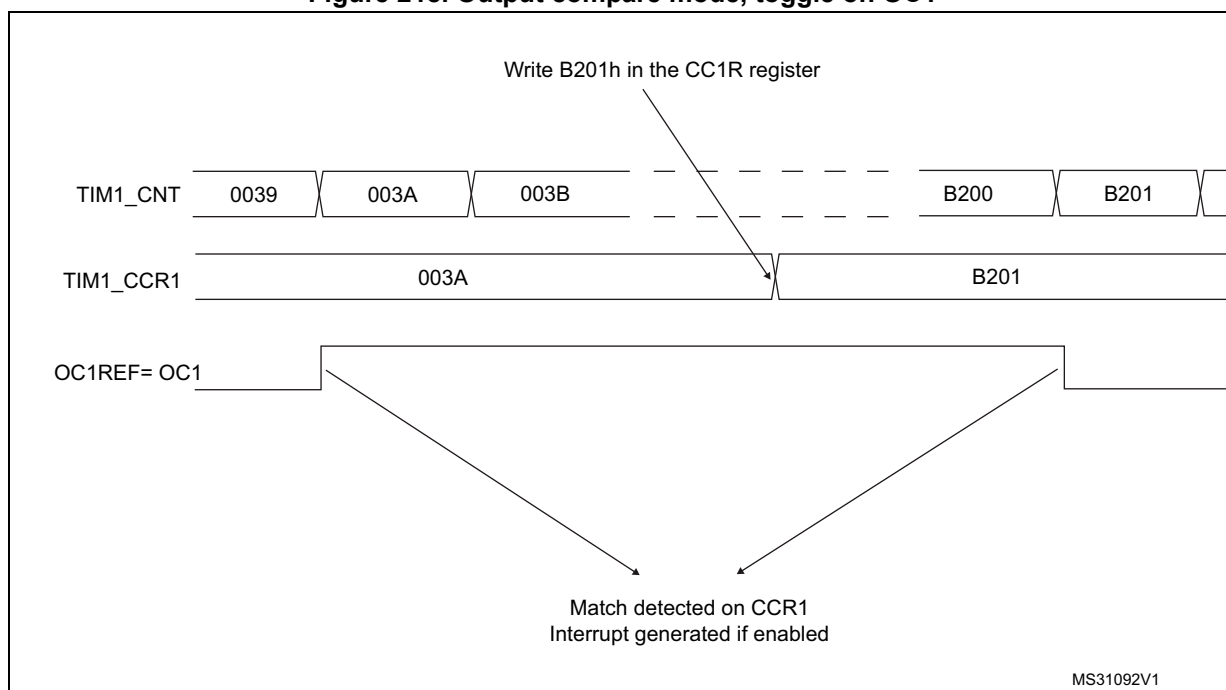 Write B201h in the CC1R register
TIM1_CNT 0039 003A 003B B200 B201
TIM1_CCR1 003A B201
OC1REF= OC1
Match detected on CCR1
Interrupt generated if enabled
MS31092V1